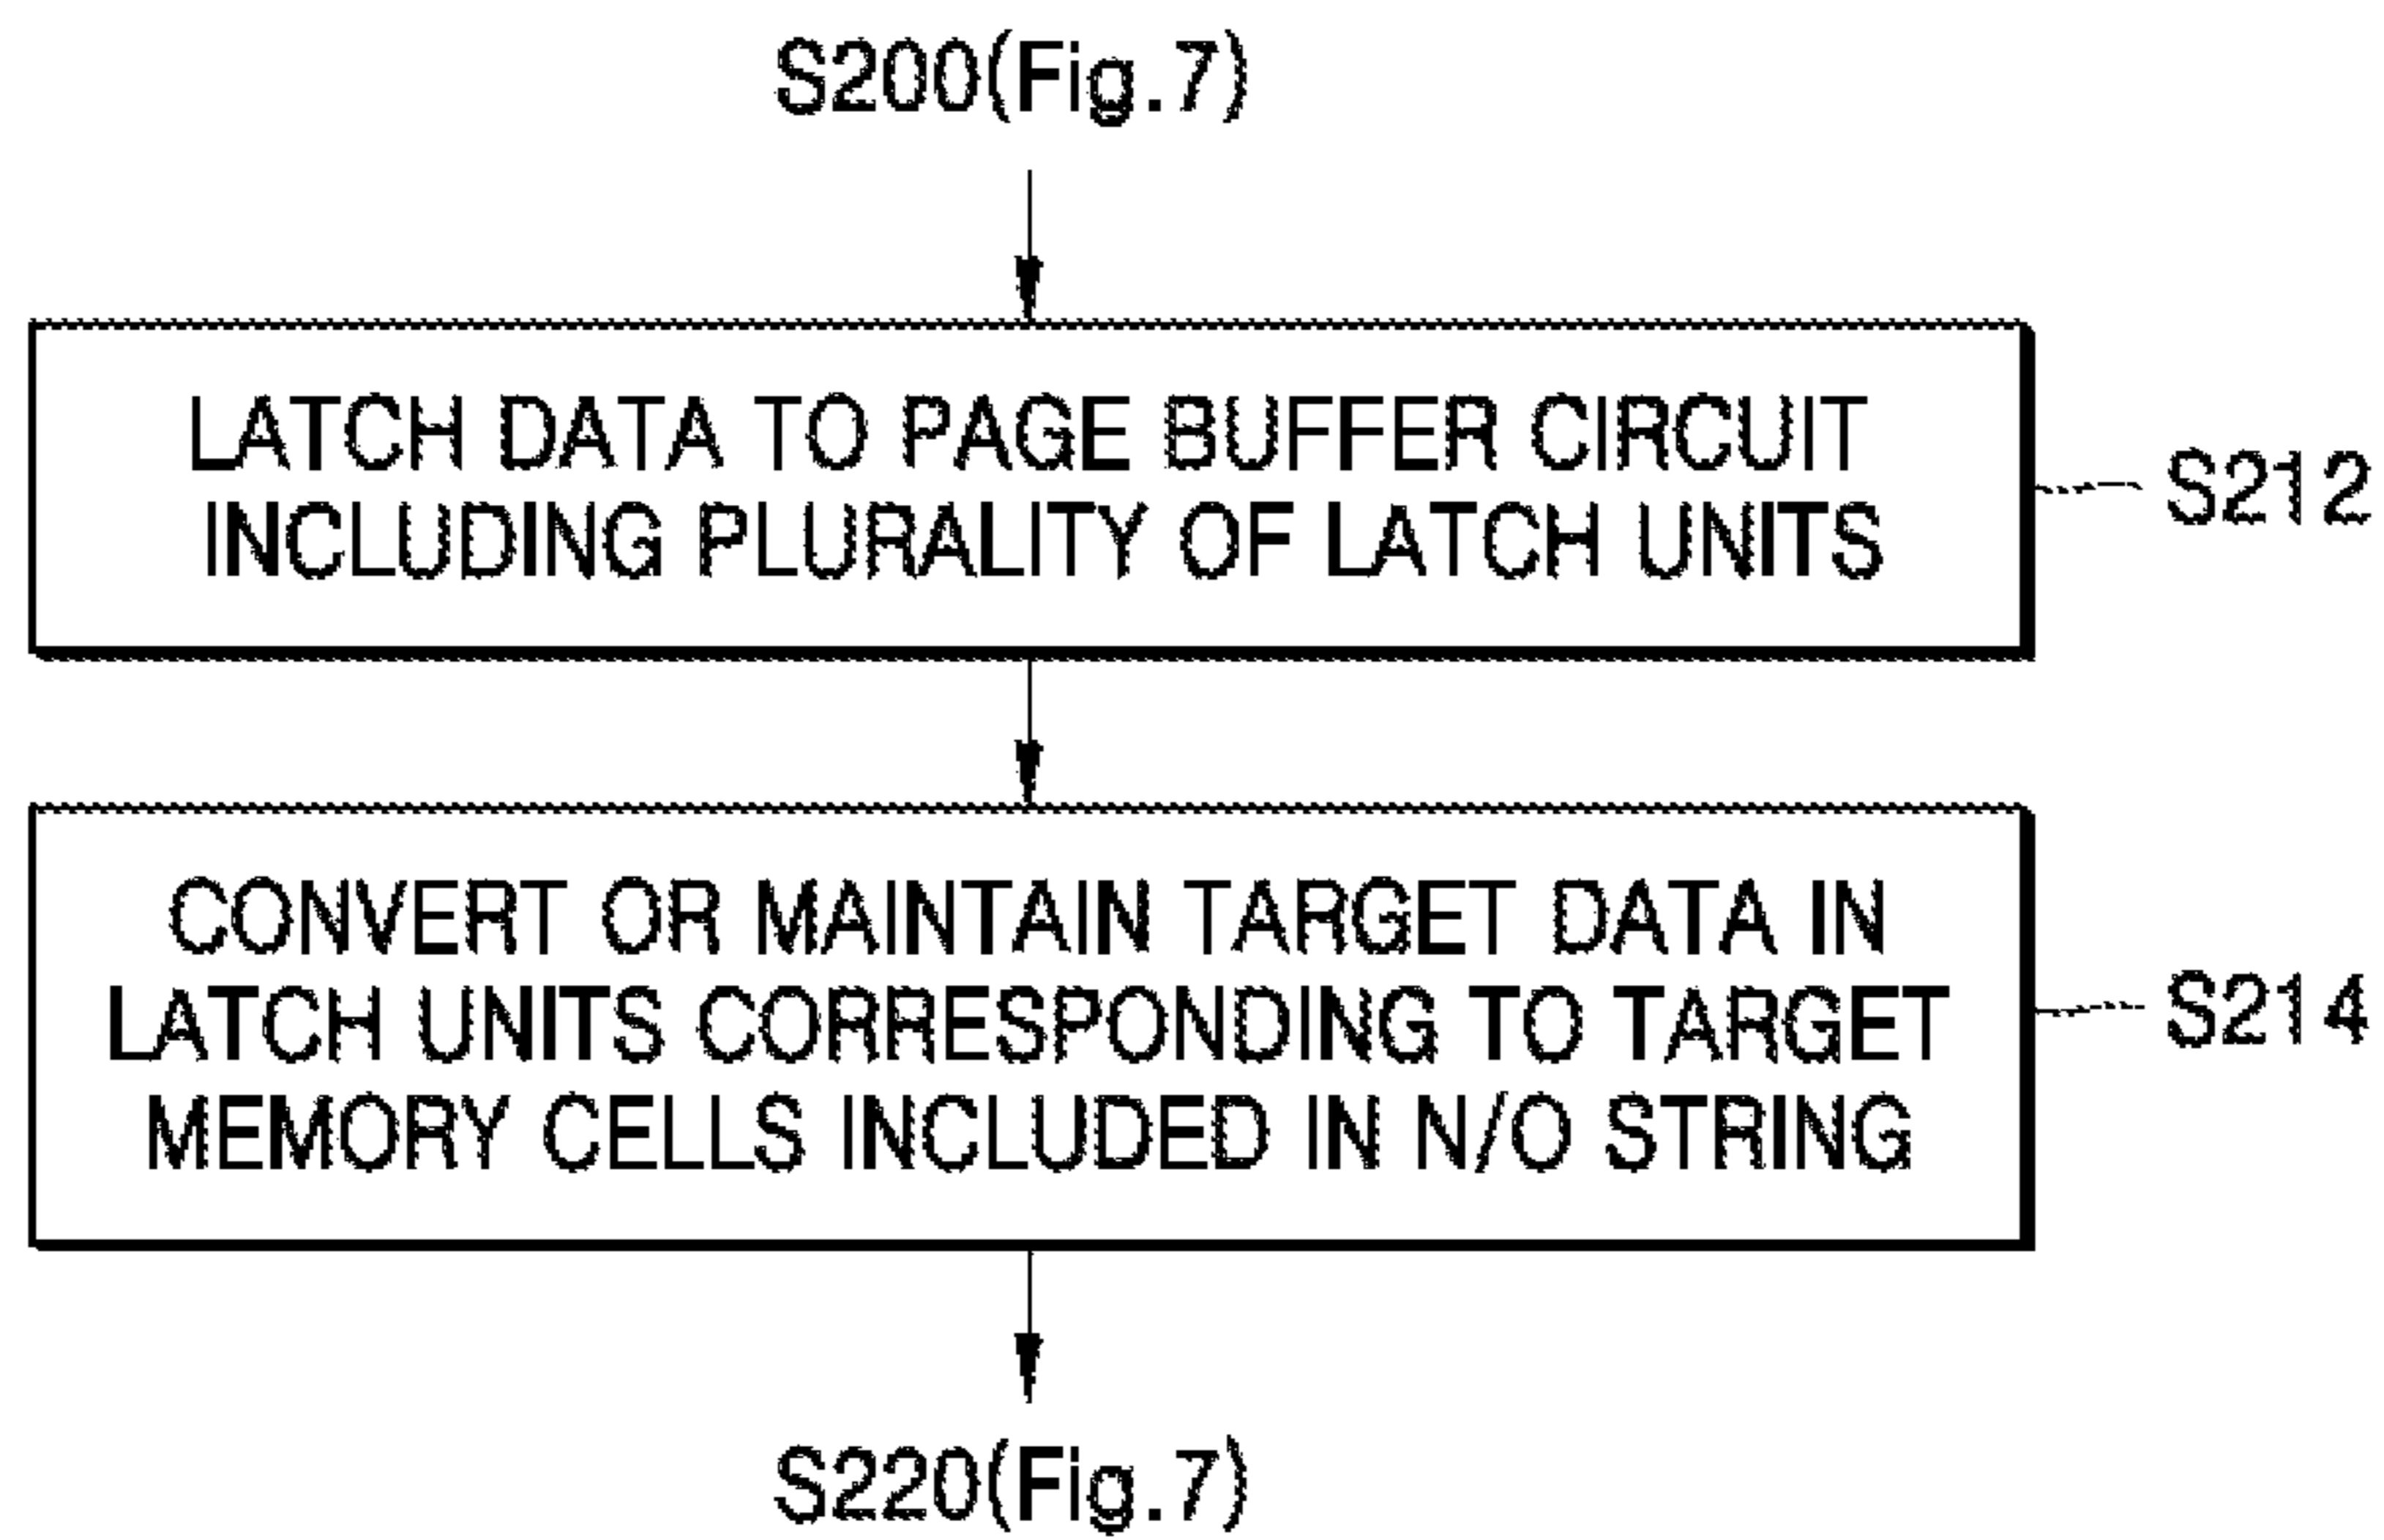 S200(Fig.7)
LATCH DATA TO PAGE BUFFER CIRCUIT
INCLUDING PLURALITY OF LATCH UNITS
S212
CONVERT OR MAINTAIN TARGET DATA IN
LATCH UNITS CORRESPONDING TO TARGET
MEMORY CELLS INCLUDED IN N/O STRING
S214
S220(Fig.7)